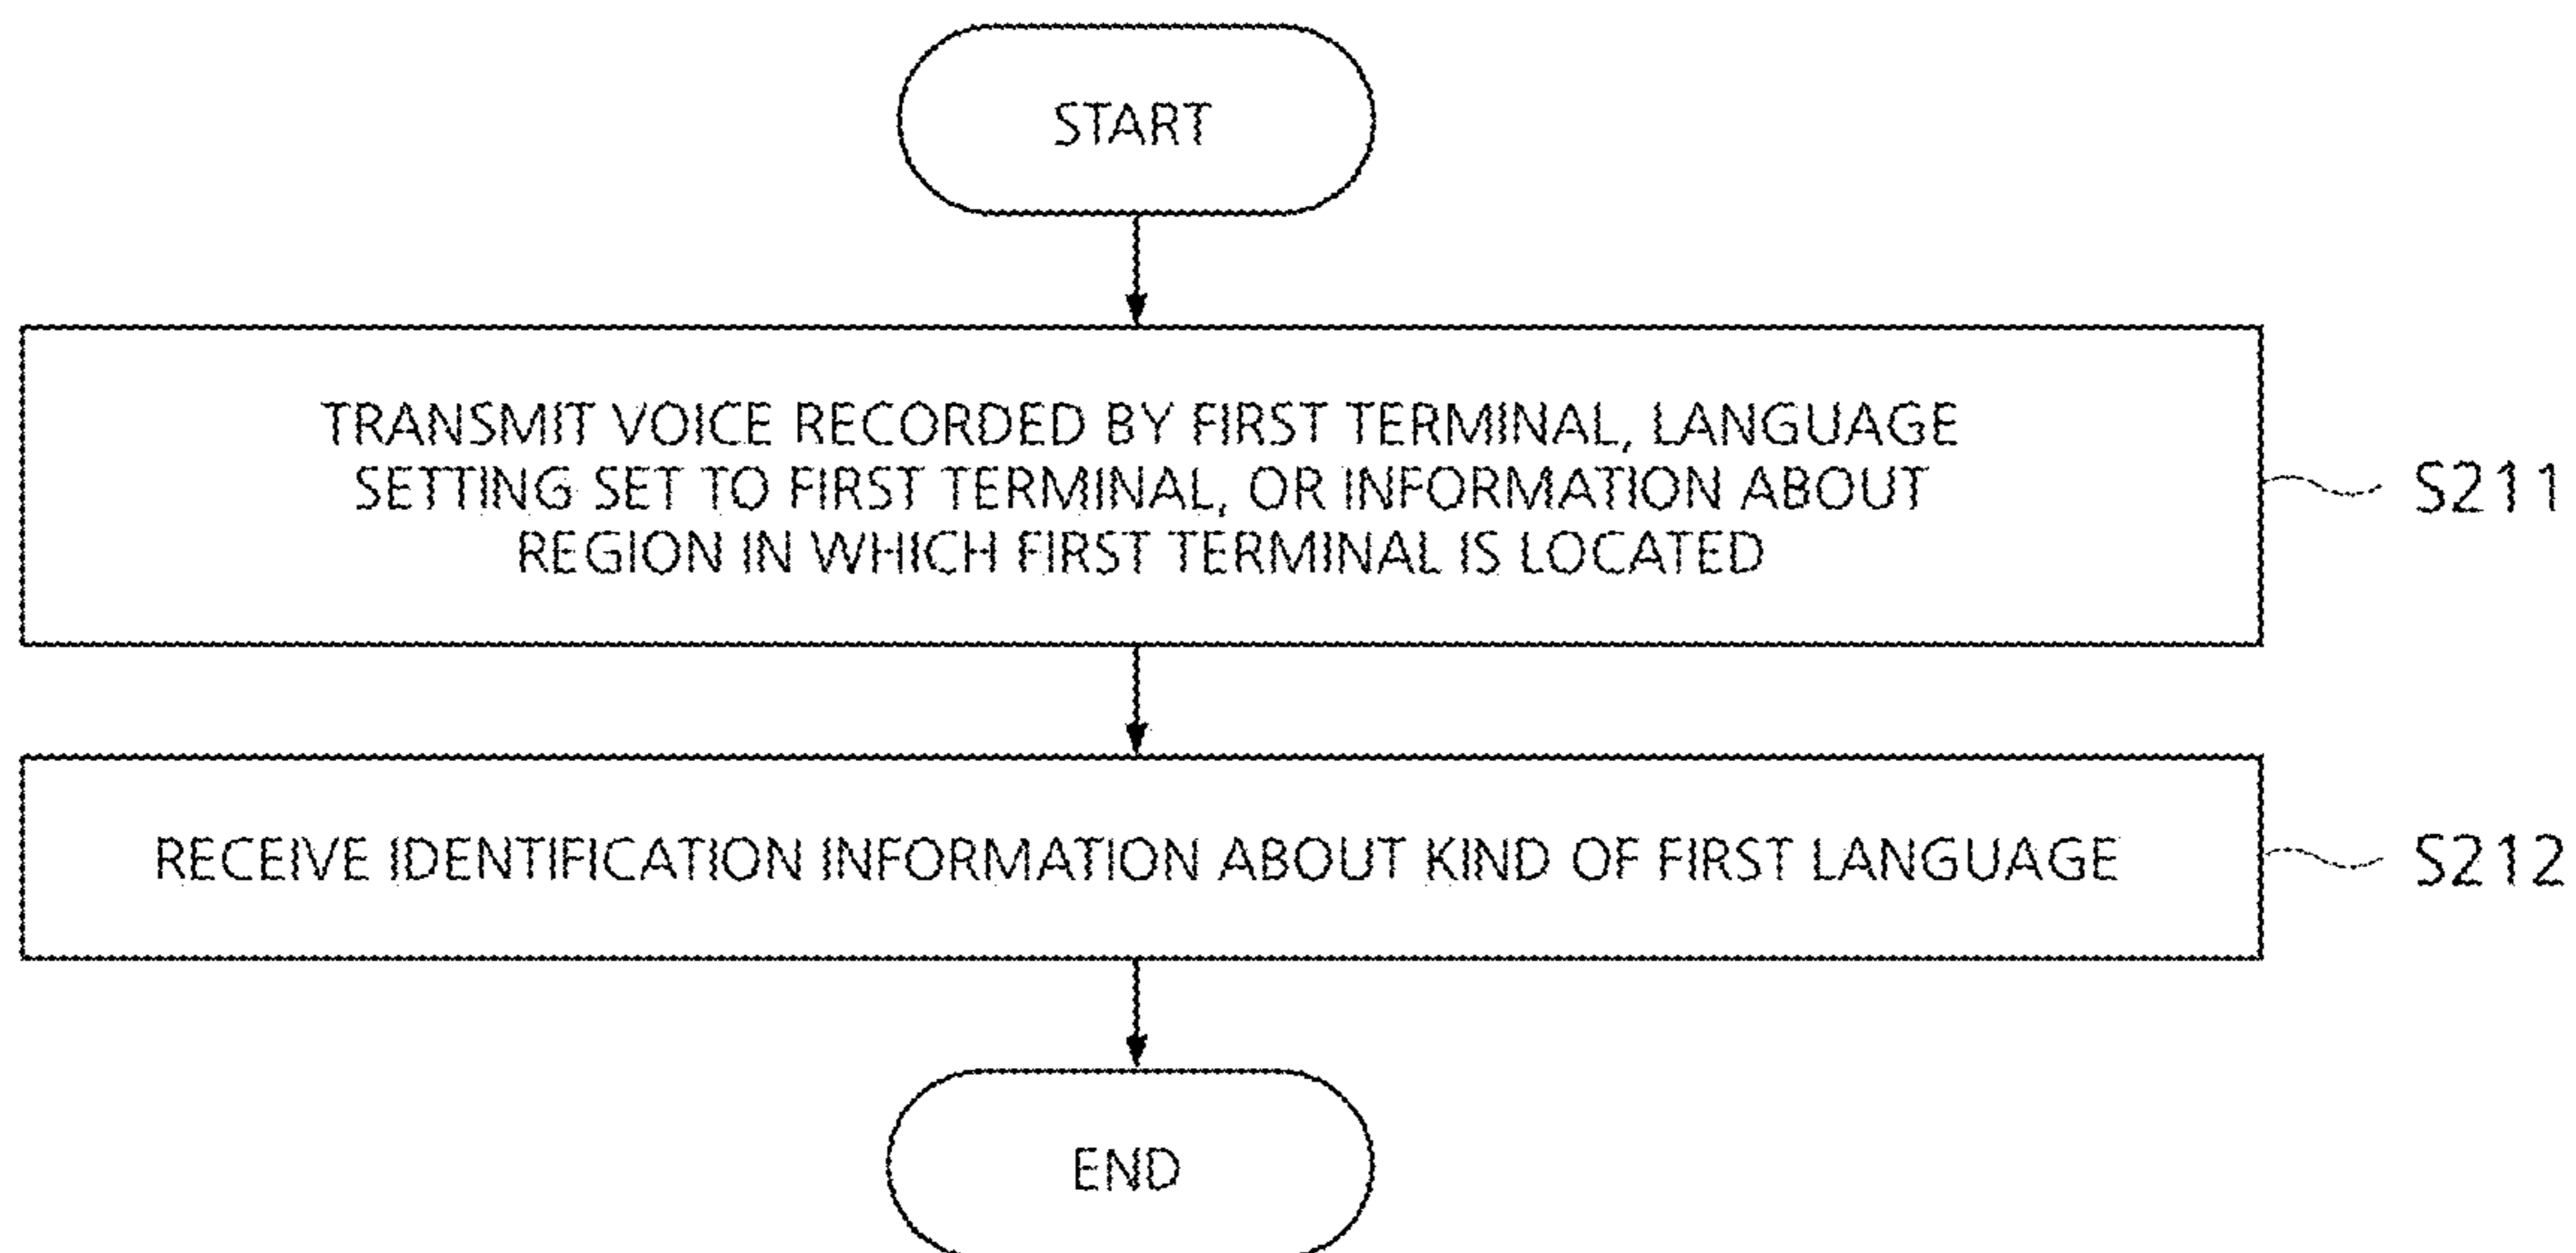 START
TRANSMIT VOICE RECORDED BY FIRST TERMINAL, LANGUAGE
SETTING SET TO FIRST TERMINAL, OR INFORMATION ABOUT
REGION IN WHICH FIRST TERMINAL IS LOCATED
S211
RECEIVE IDENTIFICATION INFORMATION ABOUT KIND OF FIRST LANGUAGE
S212
END